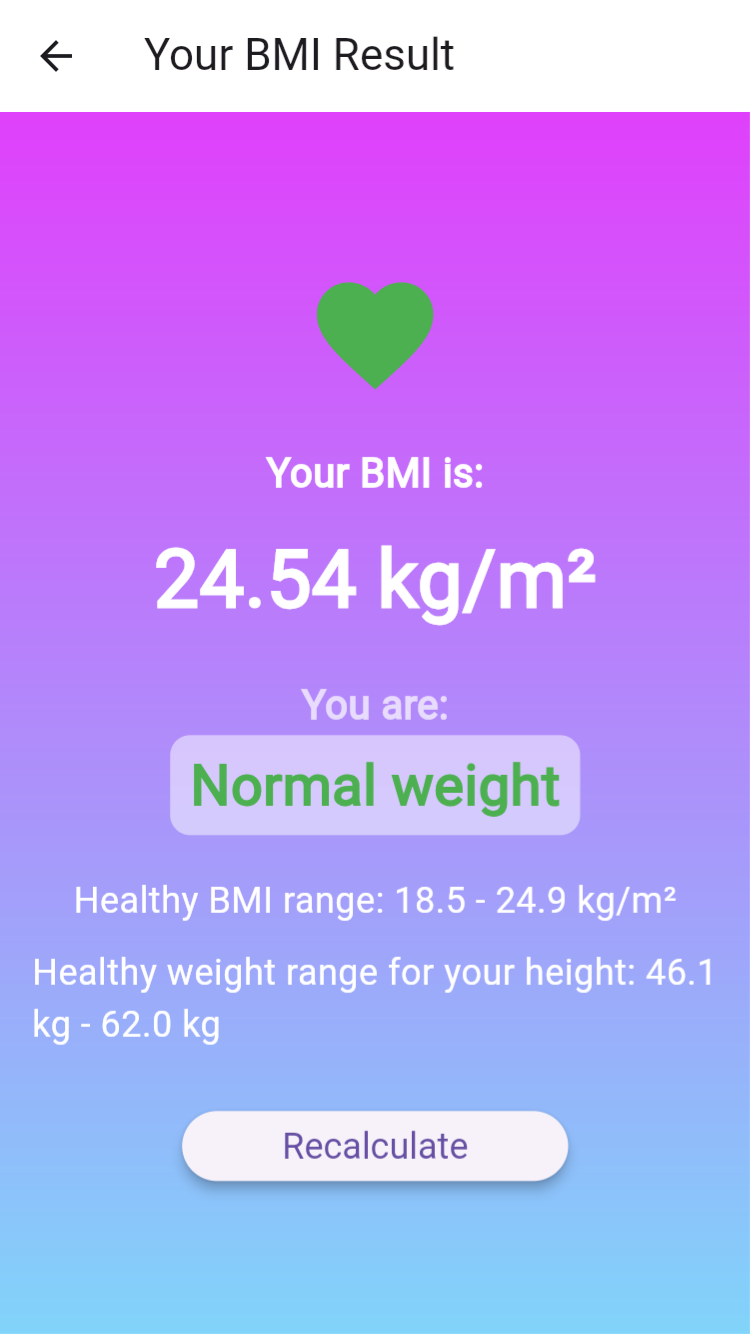 Your BMI Result
Your BMI is:
24.54 kg/m²
You are:
Normal weight
Healthy BMI range: 18.5 - 24.9 kg/m²
Healthy weight range for your height: 46.1
kg - 62.0 kg
Recalculate